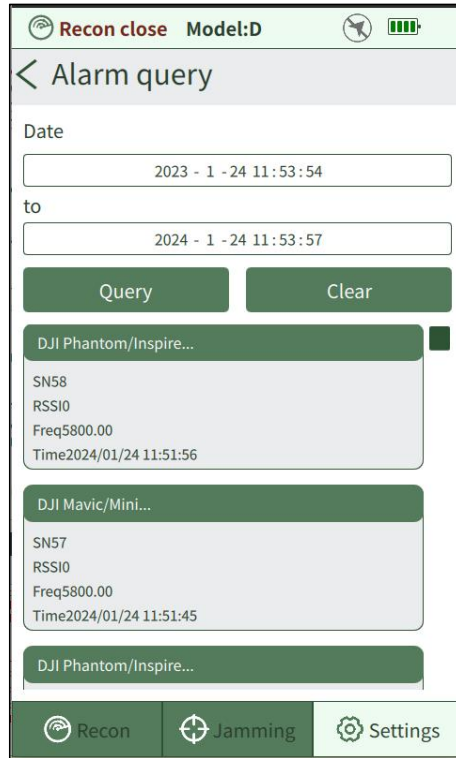 Recon close Model:D
Alarm query
Date
2023 - 1 - 24 11:53:54
to
2024 - 1 - 24 11:53:57
Query Clear
DJI Phantom/Inspire...
SN58
RSSI0
Freq5800.00
Time2024/01/24 11:51:56
DJI Mavic/Mini...
SN57
RSSI0
Freq5800.00
Time2024/01/24 11:51:45
DJI Phantom/Inspire...
Recon Jamming Settings